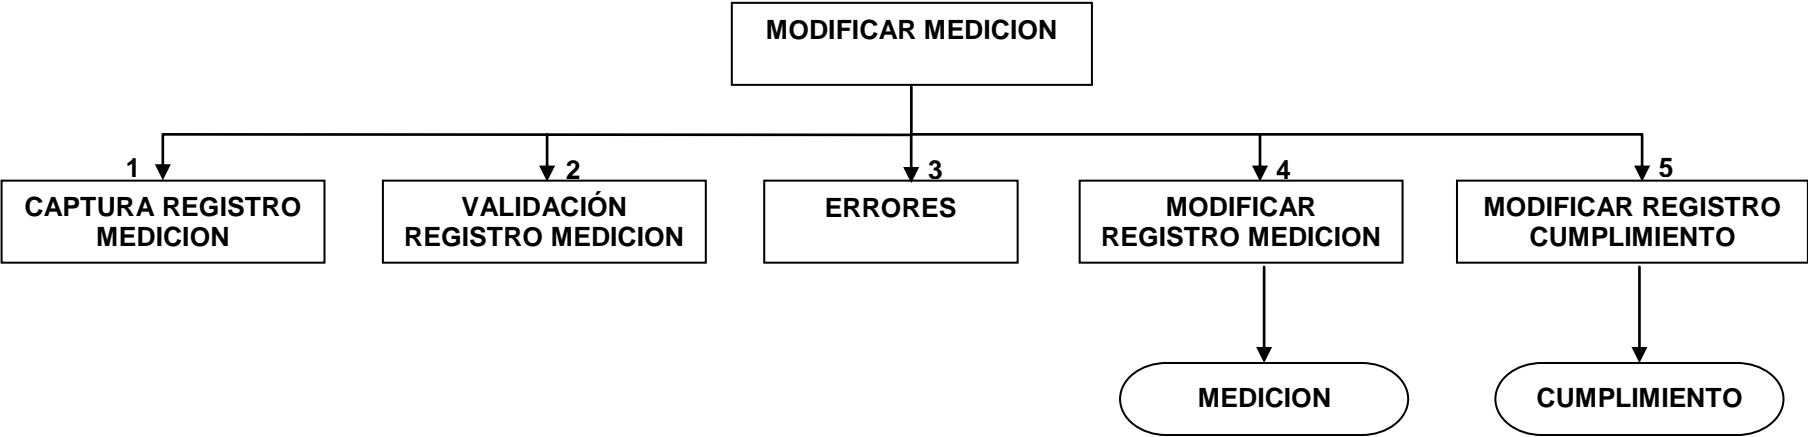 MODIFICAR MEDICION
1
2
3
4
5
CAPTURA REGISTRO
MEDICION
VALIDACIÓN
REGISTRO MEDICION
ERRORES
MODIFICAR
REGISTRO MEDICION
MODIFICAR REGISTRO
CUMPLIMIENTO
MEDICION
CUMPLIMIENTO